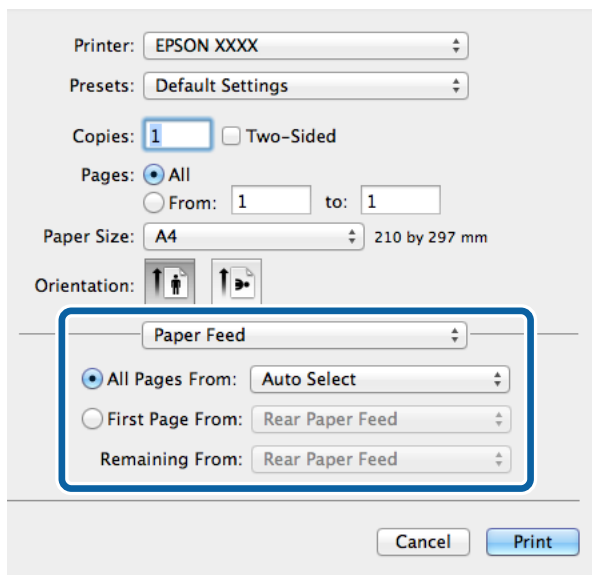 Printer: EPSON XXXX
Presets: Default Settings
Copies: 1 Two-Sided
Pages: All
From: 1 to: 1
Paper Size: A4 210 by 297 mm
Orientation:
Paper Feed
All Pages From: Auto Select
First Page From: Rear Paper Feed
Remaining From: Rear Paper Feed
Cancel Print